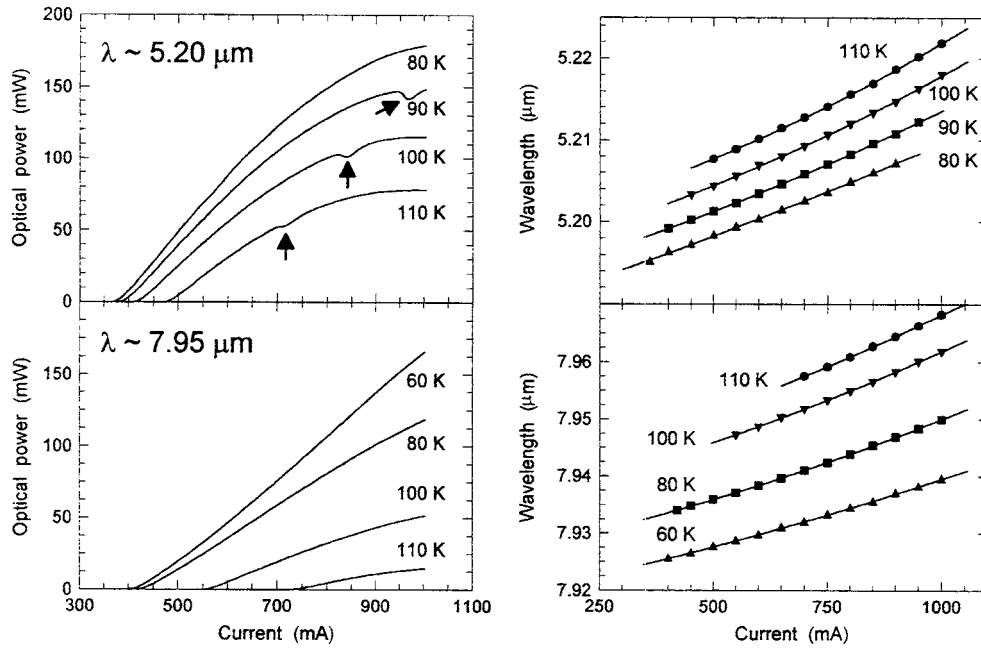 λ ~ 5.20 μm
Optical power (mW)
200
150
100
50
0
80 K
90 K
100 K
110 K
λ ~ 7.95 μm
Optical power (mW)
150
100
50
0
60 K
80 K
100 K
110 K
300
500
700
900
1100
Current (mA)
Wavelength (μm)
5.22
5.21
5.20
110 K
100 K
90 K
80 K
Wavelength (μm)
7.96
7.95
7.94
7.93
7.92
110 K
100 K
80 K
60 K
250
500
750
1000
Current (mA)